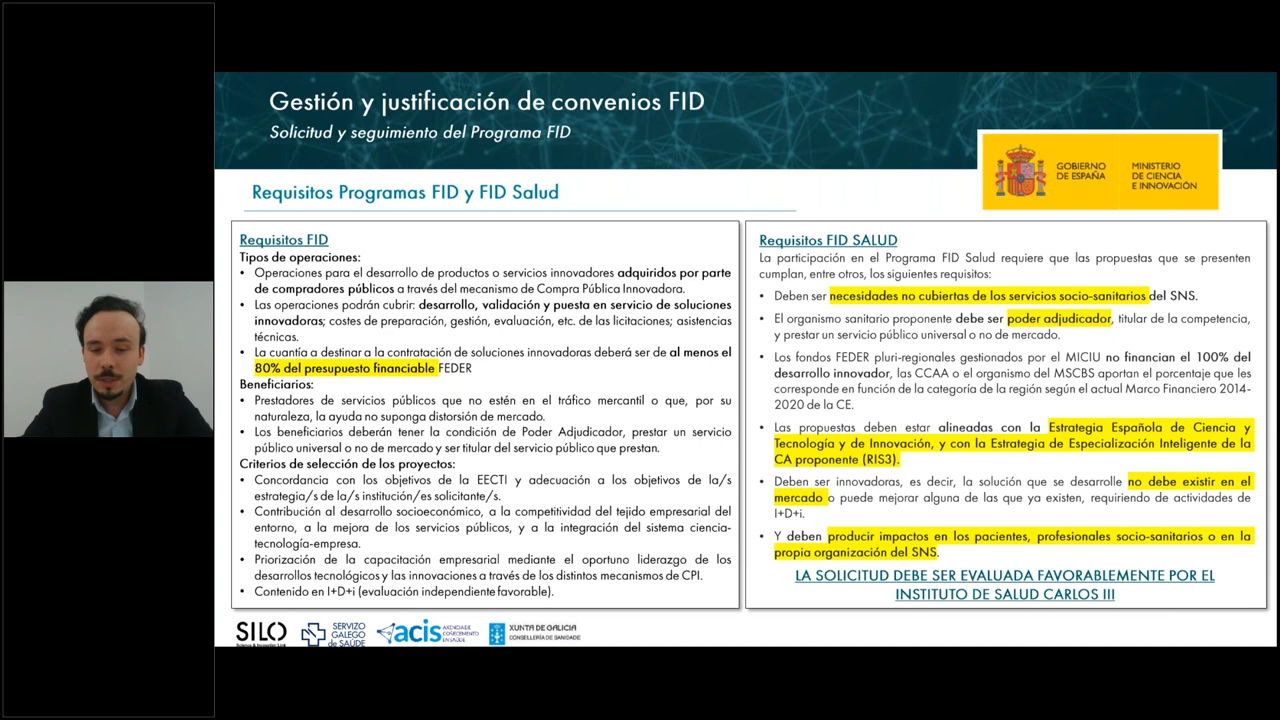 Gestión y justificación de convenios FID
Solicitud y seguimiento del Programa FID
GOBIERNO
DE ESPAÑA
MINISTERIO
DE CIENCIA
E INNOVACIÓN
Requisitos Programas FID y FID Salud
Requisitos FID
Tipos de operaciones:
• Operaciones para el desarrollo de productos o servicios innovadores adquiridos por parte
de compradores públicos a través del mecanismo de Compra Pública Innovadora.
• Las operaciones podrán cubrir: desarrollo, validación y puesta en servicio de soluciones
innovadoras; costes de preparación, gestión, evaluación, etc. de las licitaciones; asistencias
técnicas.
• La cuantía a destinar a la contratación de soluciones innovadoras deberá ser de al menos el
80% del presupuesto financiable FEDER
Beneficiarios:
• Prestadores de servicios públicos que no estén en el tráfico mercantil o que, por su
naturaleza, la ayuda no suponga distorsión de mercado.
• Los beneficiarios deberán tener la condición de Poder Adjudicador, prestar un servicio
público universal o no de mercado y ser titular del servicio público que prestan.
Criterios de selección de los proyectos:
• Concordancia con los objetivos de la EECTI y adecuación a los objetivos de la/s
estrategia/s de la/s institución/es solicitante/s.
• Contribución al desarrollo socioeconómico, a la competitividad del tejido empresarial del
entorno, a la mejora de los servicios públicos, y a la integración del sistema ciencia-
tecnología-empresa.
• Priorización de la capacitación empresarial mediante el oportuno liderazgo de los
desarrollos tecnológicos y las innovaciones a través de los distintos mecanismos de CPI.
• Contenido en I+D+i (evaluación independiente favorable).
Requisitos FID SALUD
La participación en el Programa FID Salud requiere que las propuestas que se presenten
cumplan, entre otros, los siguientes requisitos:
• Deben ser necesidades no cubiertas de los servicios socio-sanitarios del SNS.
• El organismo sanitario proponente debe ser poder adjudicador, titular de la competencia,
y prestar un servicio público universal o no de mercado.
• Los fondos FEDER pluri-regionales gestionados por el MICIU no financian el 100% del
desarrollo innovador, las CCAA o el organismo del MSCBS aportan el porcentaje que les
corresponde en función de la categoría de la región según el actual Marco Financiero 2014-
2020 de la CE.
• Las propuestas deben estar alineadas con la Estrategia Española de Ciencia y
Tecnología y de Innovación, y con la Estrategia de Especialización Inteligente de la
CA proponente (RIS3).
• Deben ser innovadoras, es decir, la solución que se desarrolle no debe existir en el
mercado o puede mejorar alguna de las que ya existen, requiriendo de actividades de
I+D+i.
• Y deben producir impactos en los pacientes, profesionales socio-sanitarios o en la
propia organización del SNS.
LA SOLICITUD DEBE SER EVALUADA FAVORABLEMENTE POR EL
INSTITUTO DE SALUD CARLOS III
SILO
Science & Innovation Link
SERVIZO
GALEGO
de SAÚDE
acis
AXENCIA DE
COÑECEMENTO
EN SAÚDE
XUNTA DE GALICIA
CONSELLERÍA DE SANIDADE